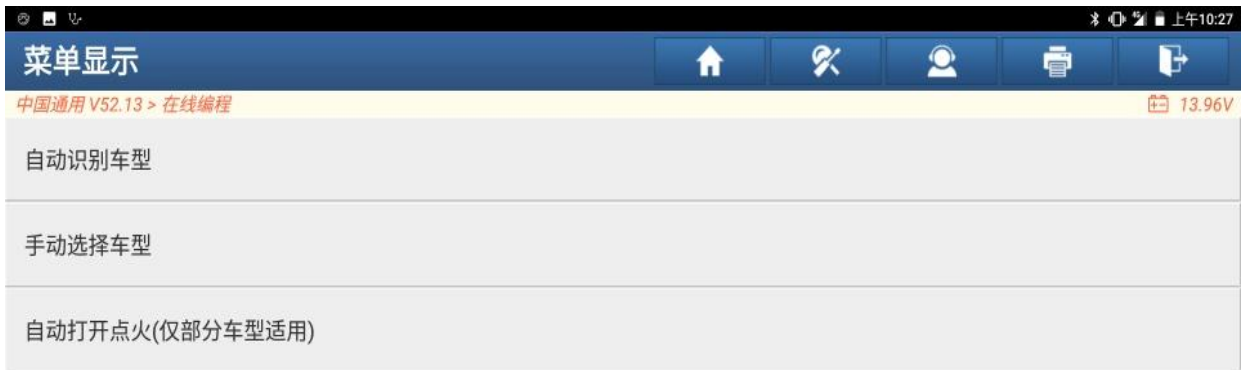 上午10:27
菜单显示
中国通用 V52.13 > 在线编程
13.96V
自动识别车型
手动选择车型
自动打开点火(仅部分车型适用)